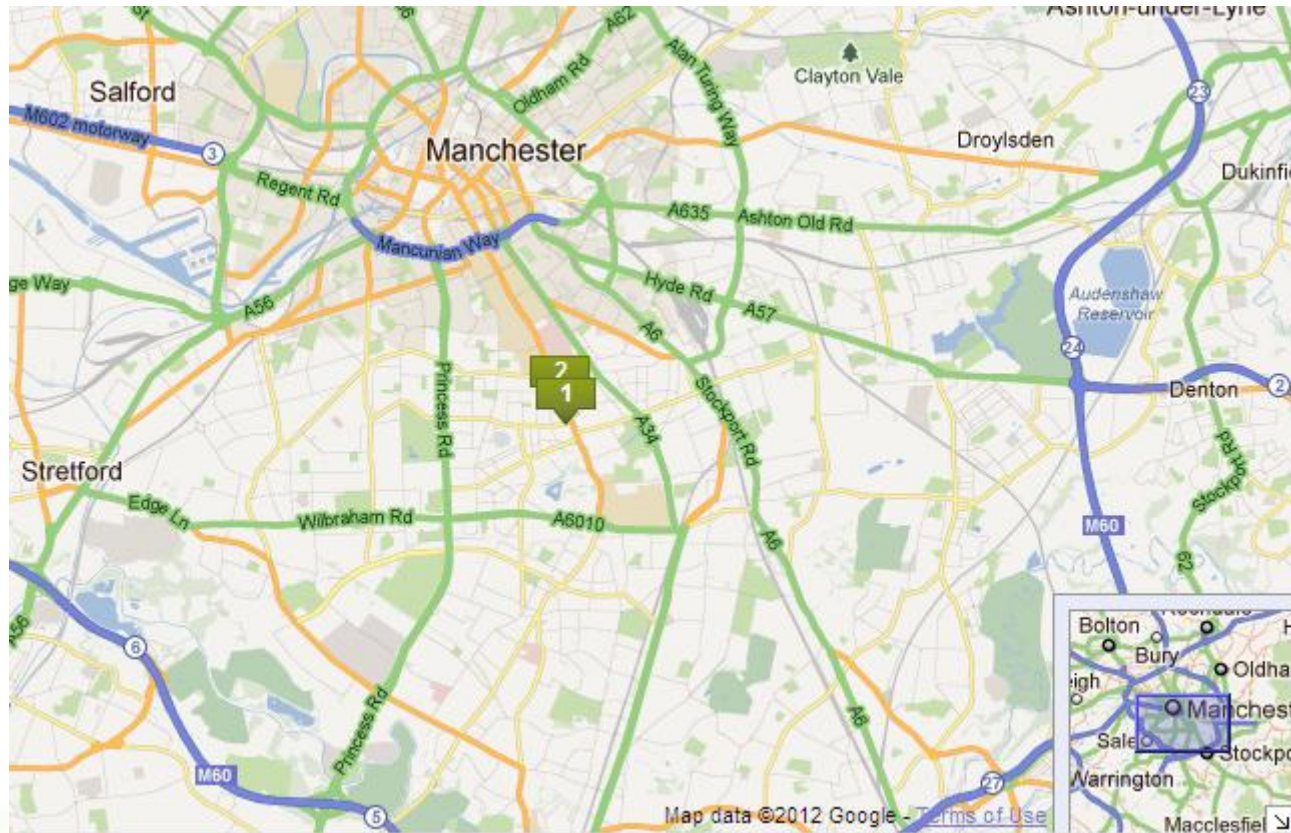 Ashton-under-Lyne
A62
Alan Turing Way
Clayton Vale
Salford
Oldham Rd
23
M602 motorway
3
Manchester
Droylsden
Regent Rd
Dukinfie
A635
Ashton Old Rd
Mancunian Way
ge Way
A56
Hyde Rd
A57
Audenshaw
Reservoir
A6
24
2
1
Princess Rd
Stockport Rd
A34
Denton
2
Stretford
Edge Ln
Wilbraham Rd
A6010
A6
M60
62
A56
6
Princess Rd
A6
M60
5
27
Map data ©2012 Google - Terms of Use
Bolton
Bury
Oldha
eigh
Manchest
Sale
Stockpo
Warrington
Macclesfiel